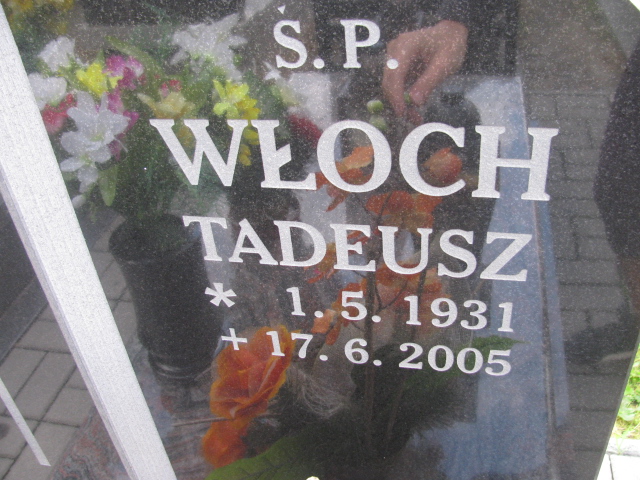 Ś.P.
WŁOCH
TADEUSZ
* 1.5.1931
+ 17.6.2005